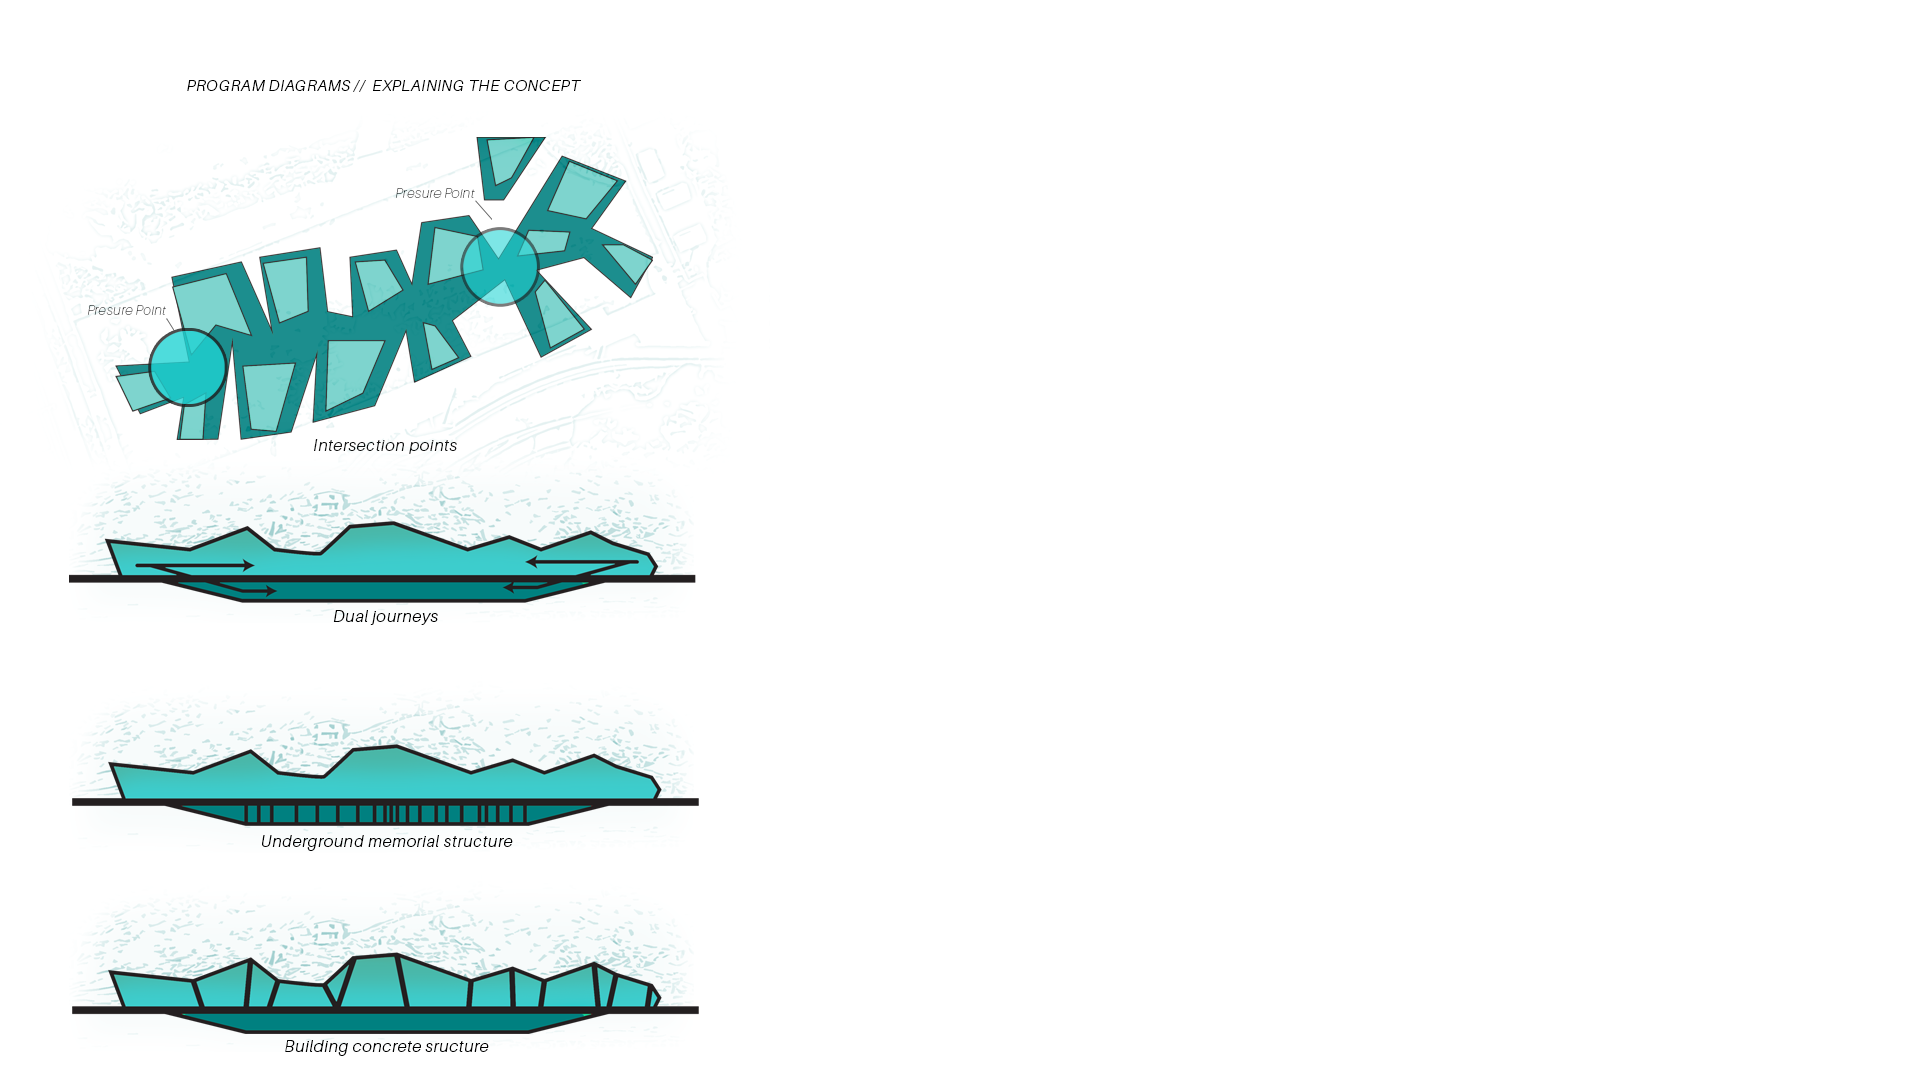 PROGRAM DIAGRAMS // EXPLAINING THE CONCEPT
Presure Point
Presure Point
Intersection points
Dual journeys
Underground memorial structure
Building concrete sructure